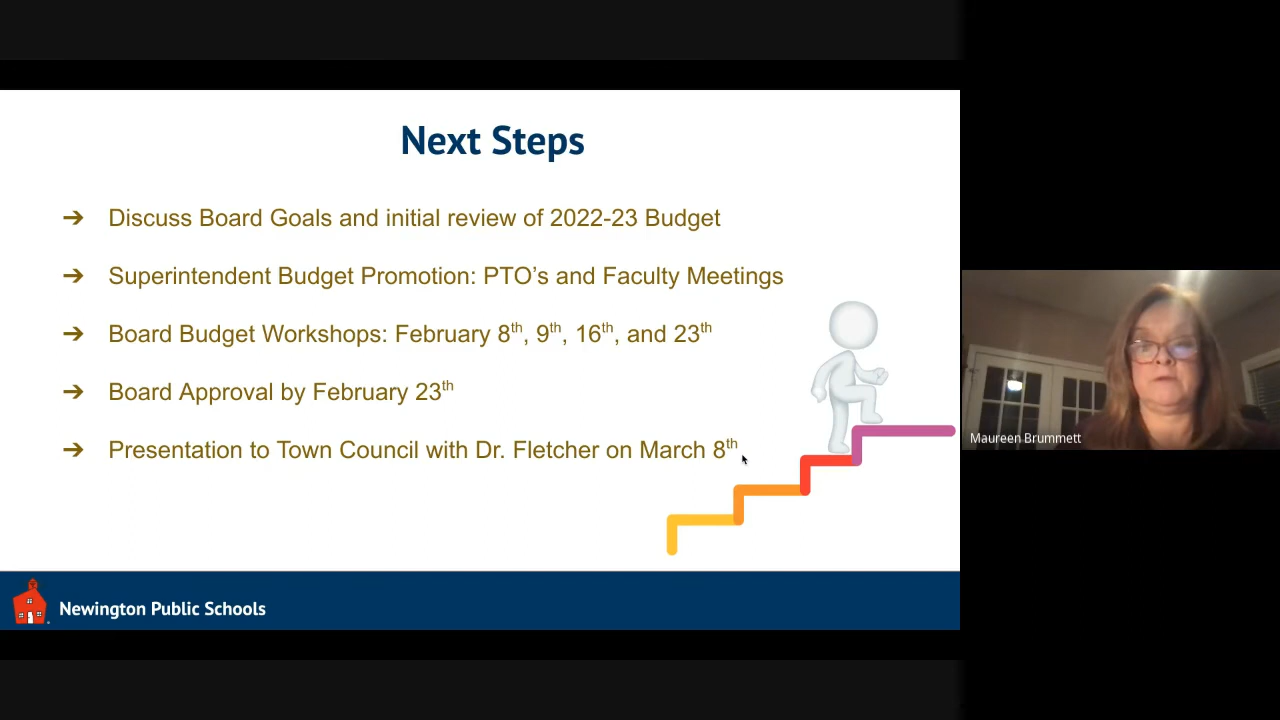 Next Steps
➔ Discuss Board Goals and initial review of 2022-23 Budget
➔ Superintendent Budget Promotion: PTO’s and Faculty Meetings
➔ Board Budget Workshops: February 8th, 9th, 16th, and 23th
➔ Board Approval by February 23th
➔ Presentation to Town Council with Dr. Fletcher on March 8th
Maureen Brummett
Newington Public Schools